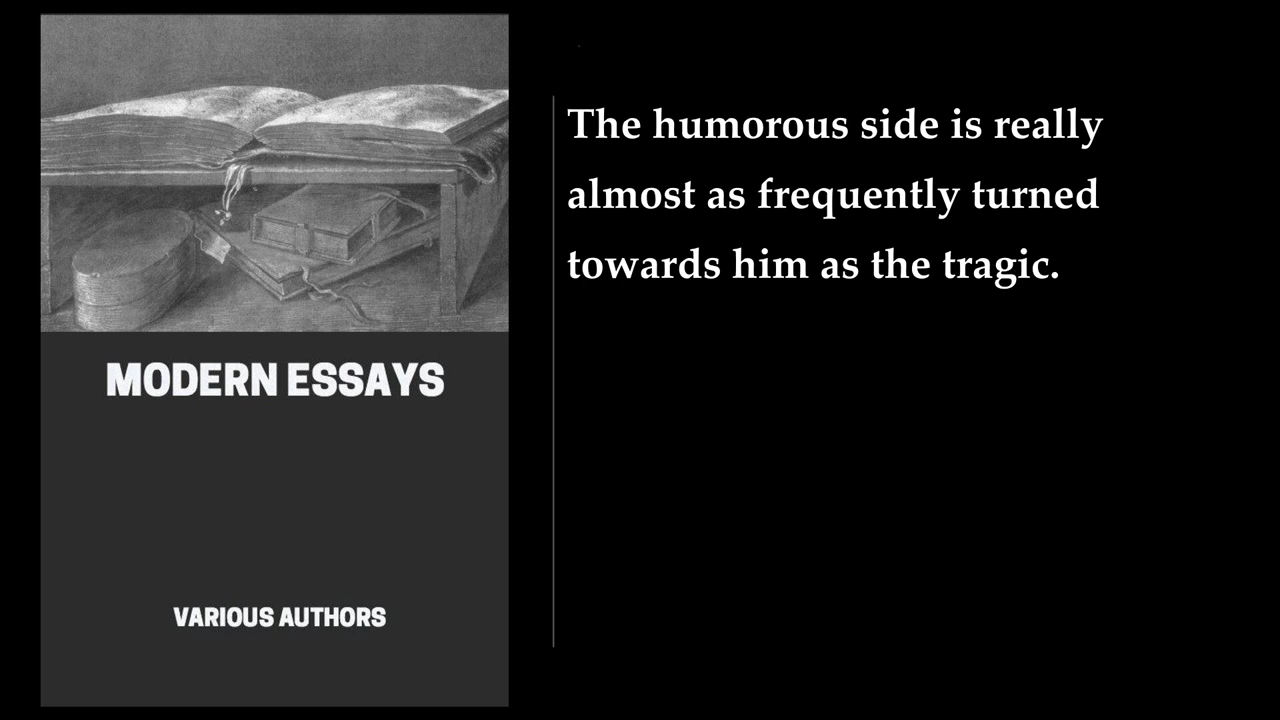 MODERN ESSAYS
VARIOUS AUTHORS
The humorous side is really
almost as frequently turned
towards him as the tragic.